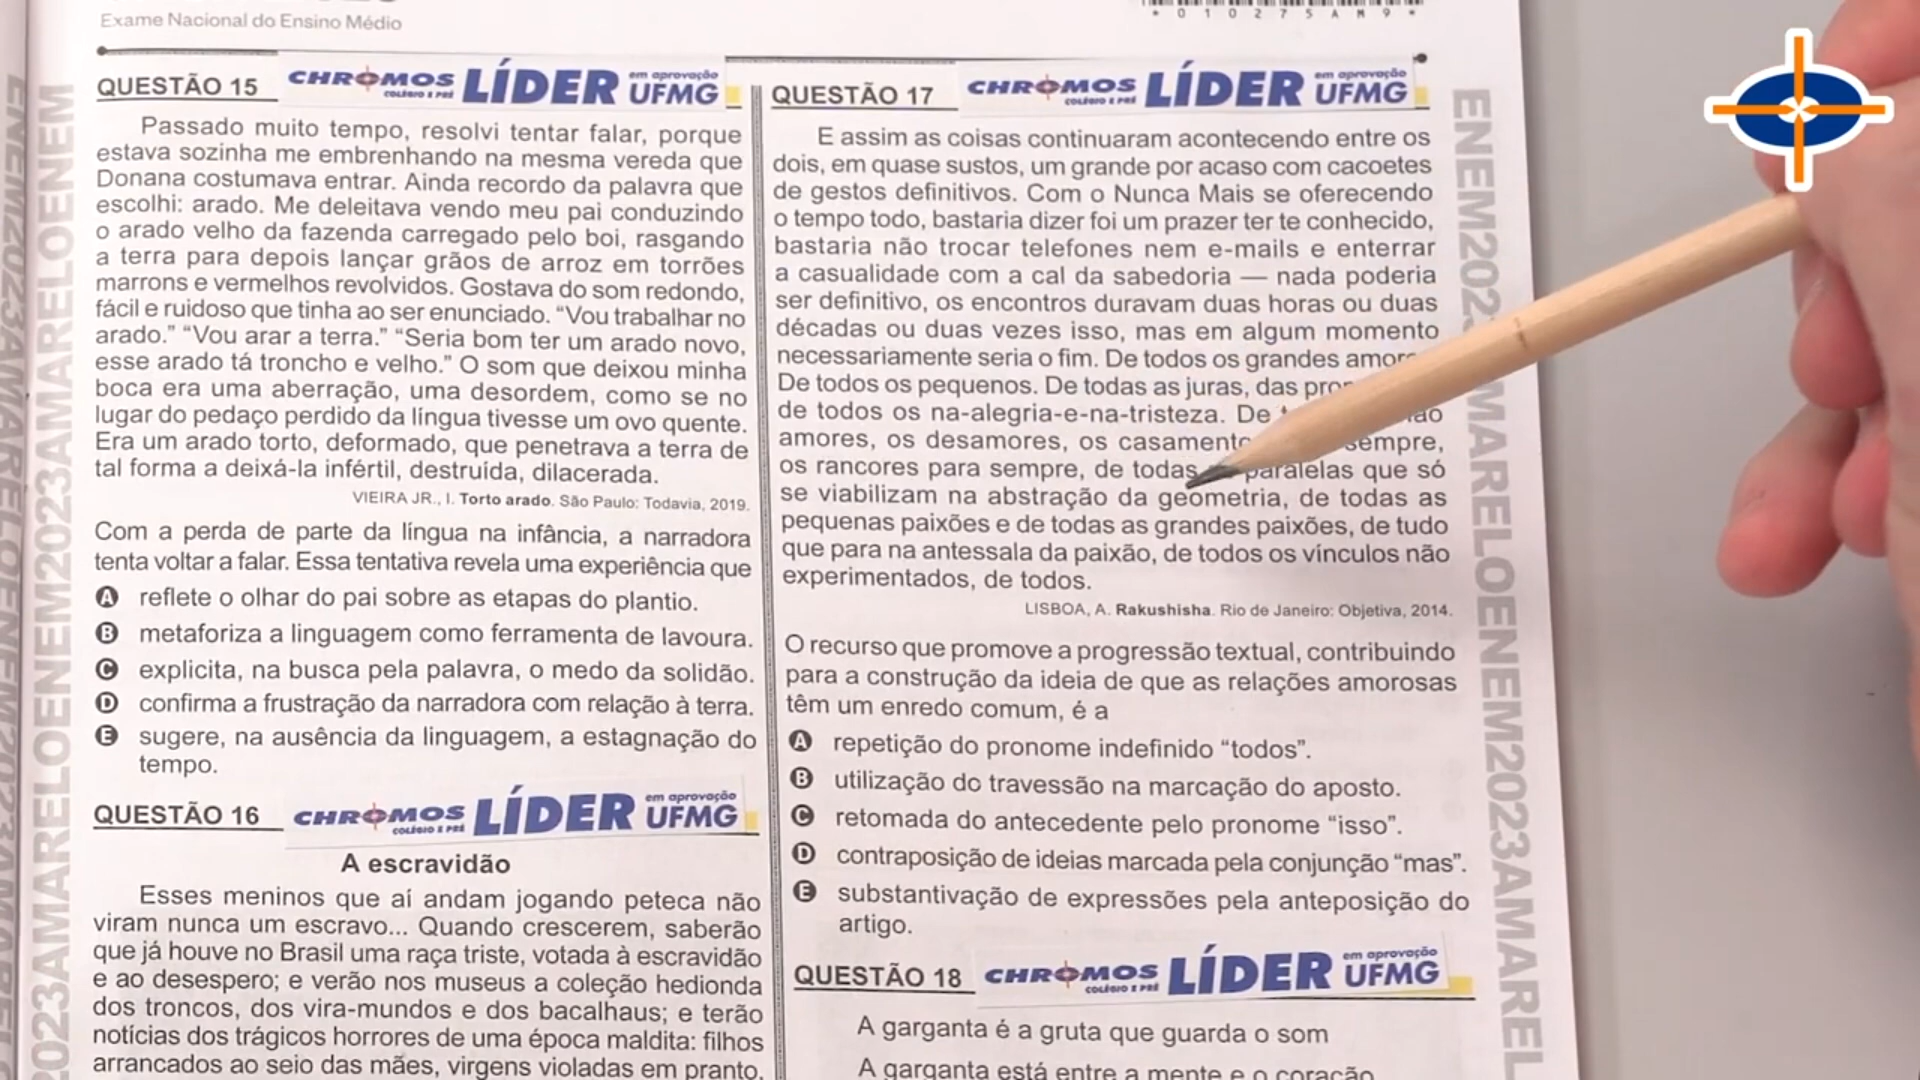 Exame Nacional do Ensino Médio
*010275AM9*
QUESTÃO 15
CHROMOS
COLÉGIO E PRÉ
LÍDER
em aprovação
UFMG
Passado muito tempo, resolvi tentar falar, porque
estava sozinha me embrenhando na mesma vereda que
Donana costumava entrar. Ainda recordo da palavra que
escolhi: arado. Me deleitava vendo meu pai conduzindo
o arado velho da fazenda carregado pelo boi, rasgando
a terra para depois lançar grãos de arroz em torrões
marrons e vermelhos revolvidos. Gostava do som redondo,
fácil e ruidoso que tinha ao ser enunciado. “Vou trabalhar no
arado.” “Vou arar a terra.” “Seria bom ter um arado novo,
esse arado tá troncho e velho.” O som que deixou minha
boca era uma aberração, uma desordem, como se no
lugar do pedaço perdido da língua tivesse um ovo quente.
Era um arado torto, deformado, que penetrava a terra de
tal forma a deixá-la infértil, destruída, dilacerada.
VIEIRA JR., I. Torto arado. São Paulo: Todavia, 2019.
Com a perda de parte da língua na infância, a narradora
tenta voltar a falar. Essa tentativa revela uma experiência que
A reflete o olhar do pai sobre as etapas do plantio.
B metaforiza a linguagem como ferramenta de lavoura.
C explicita, na busca pela palavra, o medo da solidão.
D confirma a frustração da narradora com relação à terra.
E sugere, na ausência da linguagem, a estagnação do
tempo.
QUESTÃO 16
CHROMOS
COLÉGIO E PRÉ
LÍDER
em aprovação
UFMG
A escravidão
Esses meninos que aí andam jogando peteca não
viram nunca um escravo... Quando crescerem, saberão
que já houve no Brasil uma raça triste, votada à escravidão
e ao desespero; e verão nos museus a coleção hedionda
dos troncos, dos vira-mundos e dos bacalhaus; e terão
notícias dos trágicos horrores de uma época maldita: filhos
arrancados ao seio das mães, virgens violadas em pranto,
QUESTÃO 17
CHROMOS
COLÉGIO E PRÉ
LÍDER
em aprovação
UFMG
E assim as coisas continuaram acontecendo entre os
dois, em quase sustos, um grande por acaso com cacoetes
de gestos definitivos. Com o Nunca Mais se oferecendo
o tempo todo, bastaria dizer foi um prazer ter te conhecido,
bastaria não trocar telefones nem e-mails e enterrar
a casualidade com a cal da sabedoria — nada poderia
ser definitivo, os encontros duravam duas horas ou duas
décadas ou duas vezes isso, mas em algum momento
necessariamente seria o fim. De todos os grandes
De todos os pequenos. De todas as juras, das
de todos os na-alegria-e-na-tristeza. De
amores, os desamores, os sempre,
os rancores para sempre, de todas paralelas que só
se viabilizam na abstração da geometria, de todas as
pequenas paixões e de todas as grandes paixões, de tudo
que para na antessala da paixão, de todos os vínculos não
experimentados, de todos.
LISBOA, A. Rakushisha. Rio de Janeiro: Objetiva, 2014.
O recurso que promove a progressão textual, contribuindo
para a construção da ideia de que as relações amorosas
têm um enredo comum, é a
A repetição do pronome indefinido “todos”.
B utilização do travessão na marcação do aposto.
C retomada do antecedente pelo pronome “isso”.
D contraposição de ideias marcada pela conjunção “mas”.
E substantivação de expressões pela anteposição do
artigo.
QUESTÃO 18
CHROMOS
COLÉGIO E PRÉ
LÍDER
em aprovação
UFMG
A garganta é a gruta que guarda o som
A garganta está entre a mente e o coração